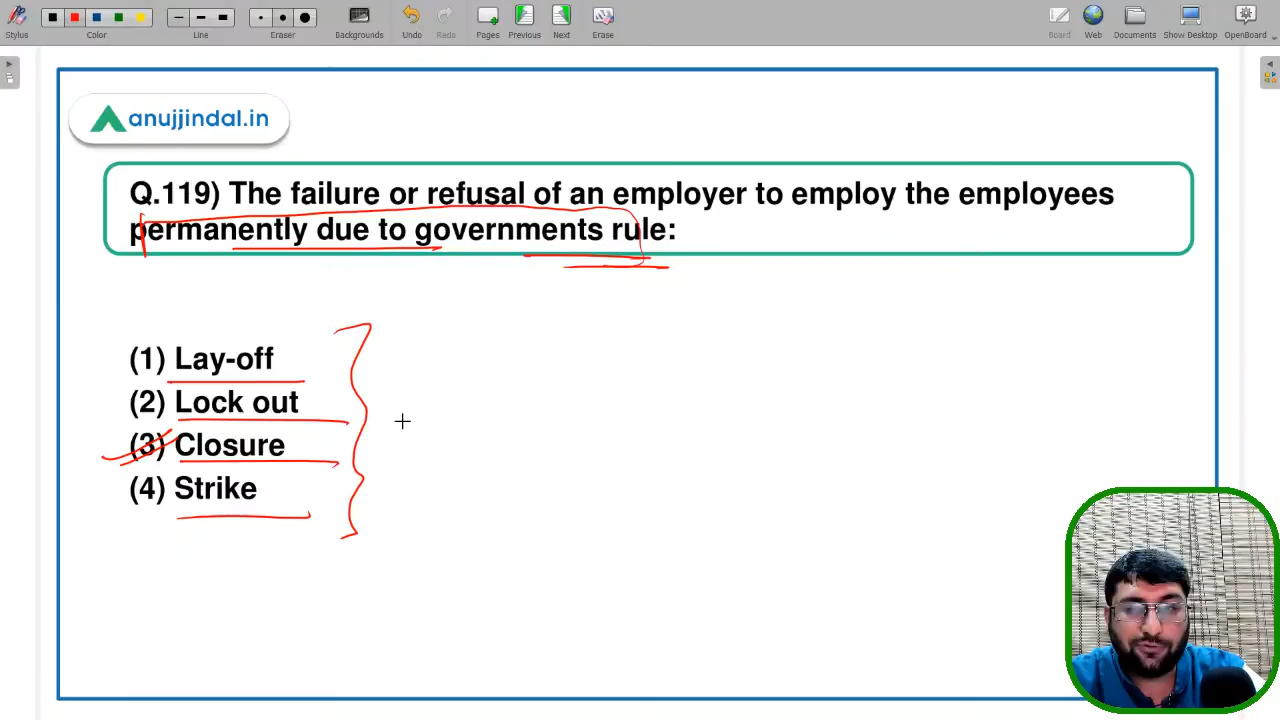 Stylus
Color
Line
Eraser
Backgrounds
Undo
Redo
Pages
Previous
Next
Erase
Board
Web
Documents
Show Desktop
OpenBoard
anujjindal.in
Q.119) The failure or refusal of an employer to employ the employees
permanently due to governments rule:
(1) Lay-off
(2) Lock out
(3) Closure
(4) Strike